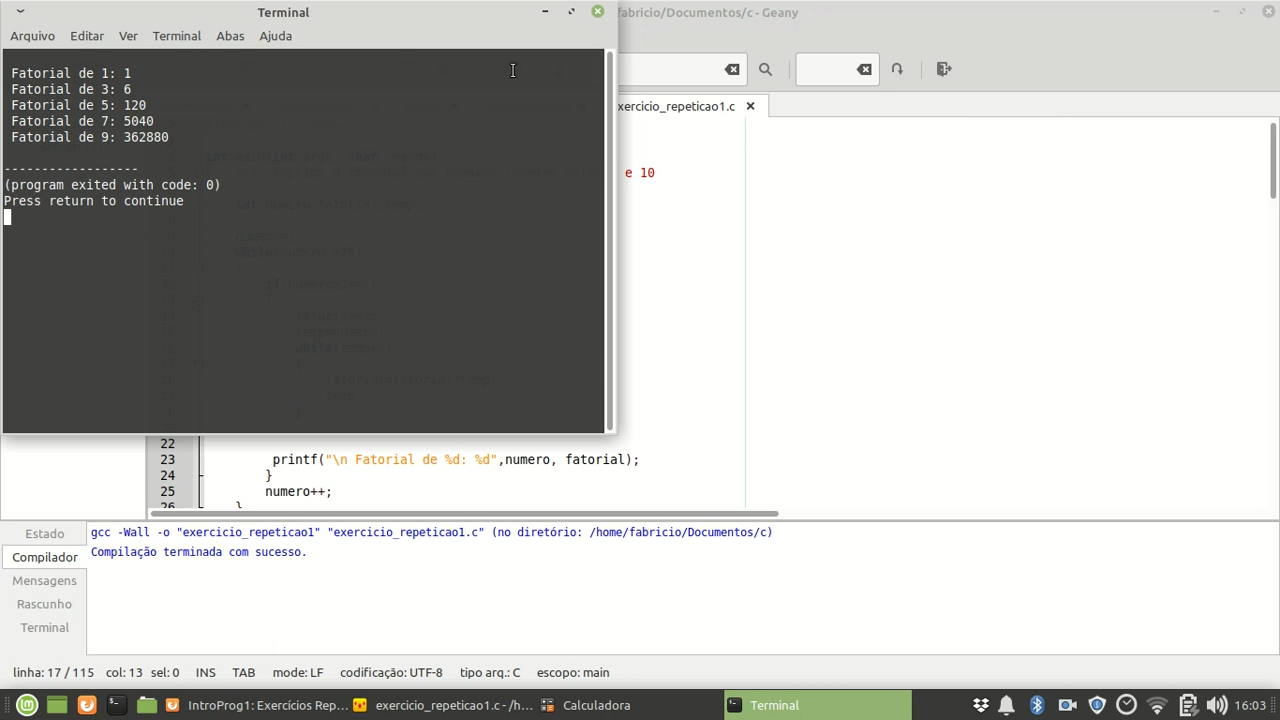 Terminal
fabricio/Documentos/c - Geany
Arquivo Editar Ver Terminal Abas Ajuda
Fatorial de 1: 1
Fatorial de 3: 6
Fatorial de 5: 120
Fatorial de 7: 5040
Fatorial de 9: 362880
------------------
(program exited with code: 0)
Press return to continue
xercicio_repeticao1.c
e 10
22
23 printf("\n Fatorial de %d: %d",numero, fatorial);
24 }
25 numero++;
26 }
Estado
Compilador
Mensagens
Rascunho
Terminal
gcc -Wall -o "exercicio_repeticao1" "exercicio_repeticao1.c" (no diretório: /home/fabricio/Documentos/c)
Compilação terminada com sucesso.
linha: 17 / 115 col: 13 sel: 0 INS TAB mode: LF codificação: UTF-8 tipo arq.: C escopo: main
IntroProg1: Exercícios Rep... exercicio_repeticao1.c - /h... Calculadora Terminal 16:03